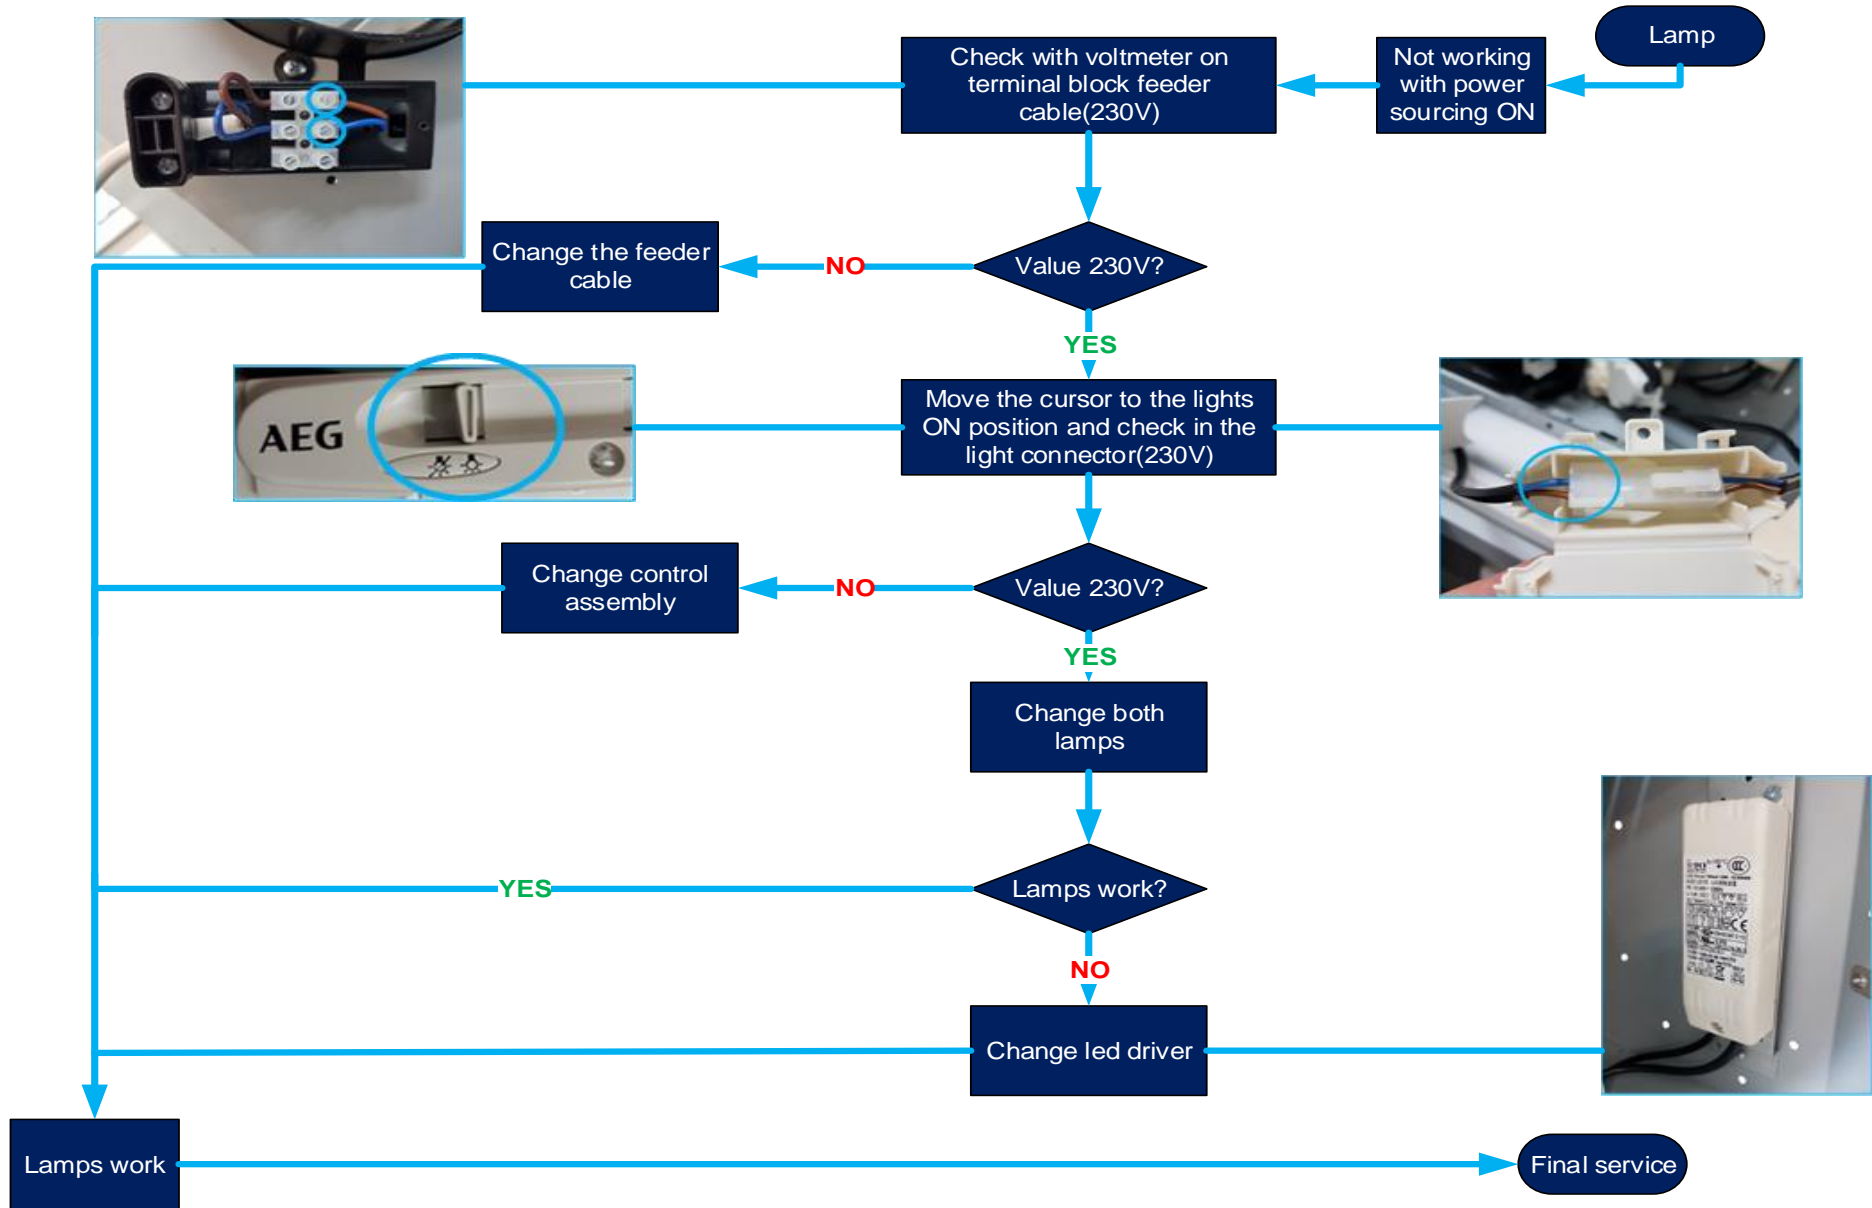 Lamp
Not working
with power
sourcing ON
Check with voltmeter on
terminal block feeder
cable(230V)
Value 230V?
NO
Change the feeder
cable
YES
Move the cursor to the lights
ON position and check in the
light connector(230V)
AEG
Value 230V?
NO
Change control
assembly
YES
Change both
lamps
Lamps work?
YES
NO
Change led driver
Lamps work
Final service